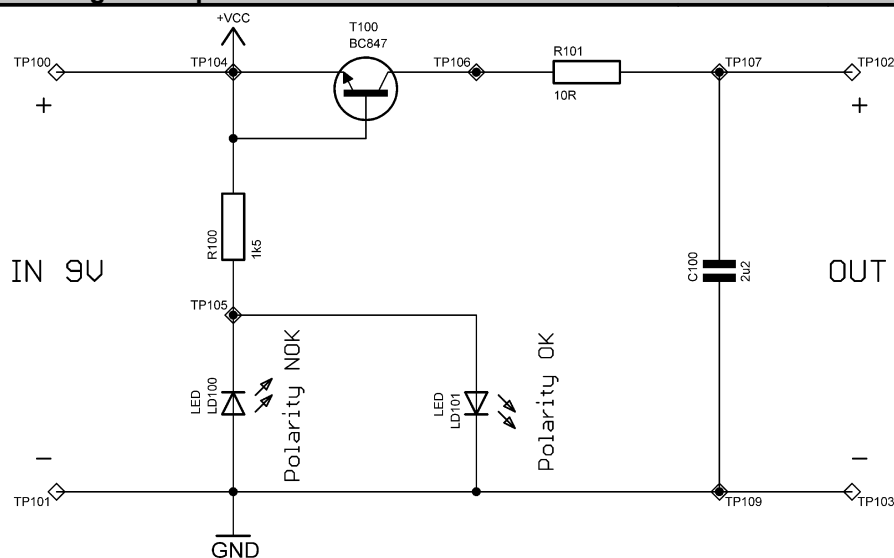 +VCC
T100
BC847
TP100
TP104
TP106
R101
TP107
TP102
+
10R
+
R100
1k5
IN 9V
C100
2u2
OUT
TP105
LED
LD100
Polarity NOK
LED
LD101
Polarity OK
−
−
TP101
TP109
TP103
GND